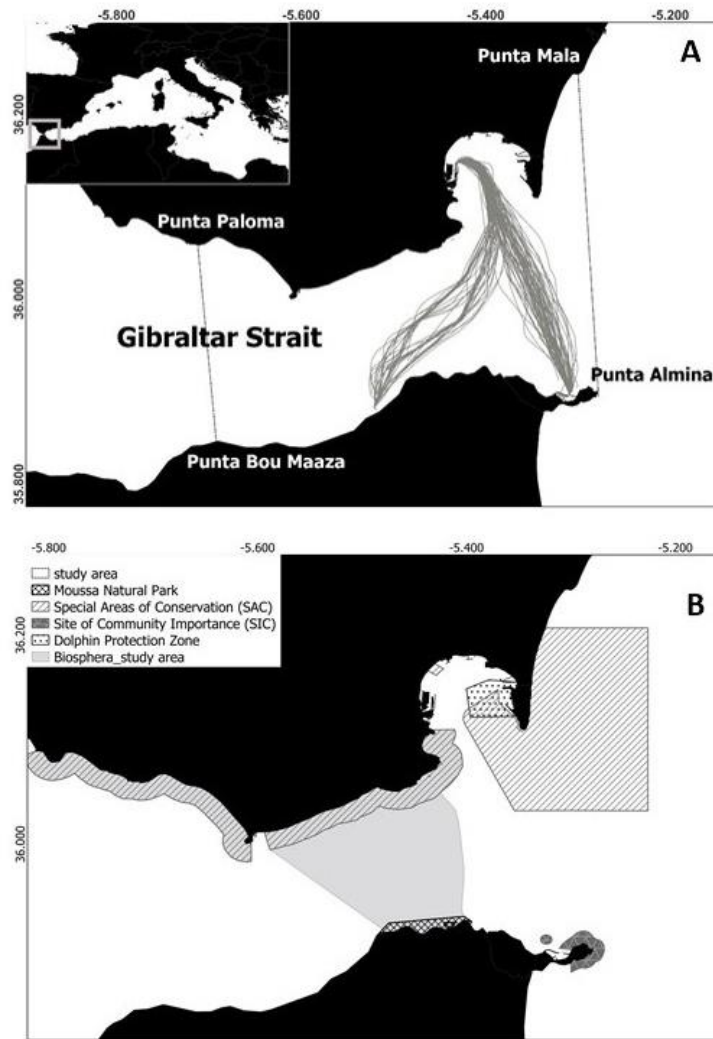 -5.800
-5.600
-5.400
-5.200
A
Punta Mala
36.200
Punta Paloma
36.000
Gibraltar Strait
Punta Almina
Punta Bou Maaza
35.800
-5.800
-5.600
-5.400
-5.200
B
study area
Moussa Natural Park
Special Areas of Conservation (SAC)
Site of Community Importance (SIC)
Dolphin Protection Zone
Biosphera_study area
36.200
36.000